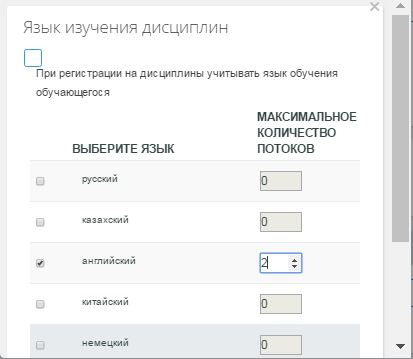 Язык изучения дисциплин
При регистрации на дисциплины учитывать язык обучения
обучающегося
МАКСИМАЛЬНОЕ
КОЛИЧЕСТВО
ВЫБЕРИТЕ ЯЗЫК ПОТОКОВ
русский 0
казахский 0
английский 2
китайский 0
немецкий 0